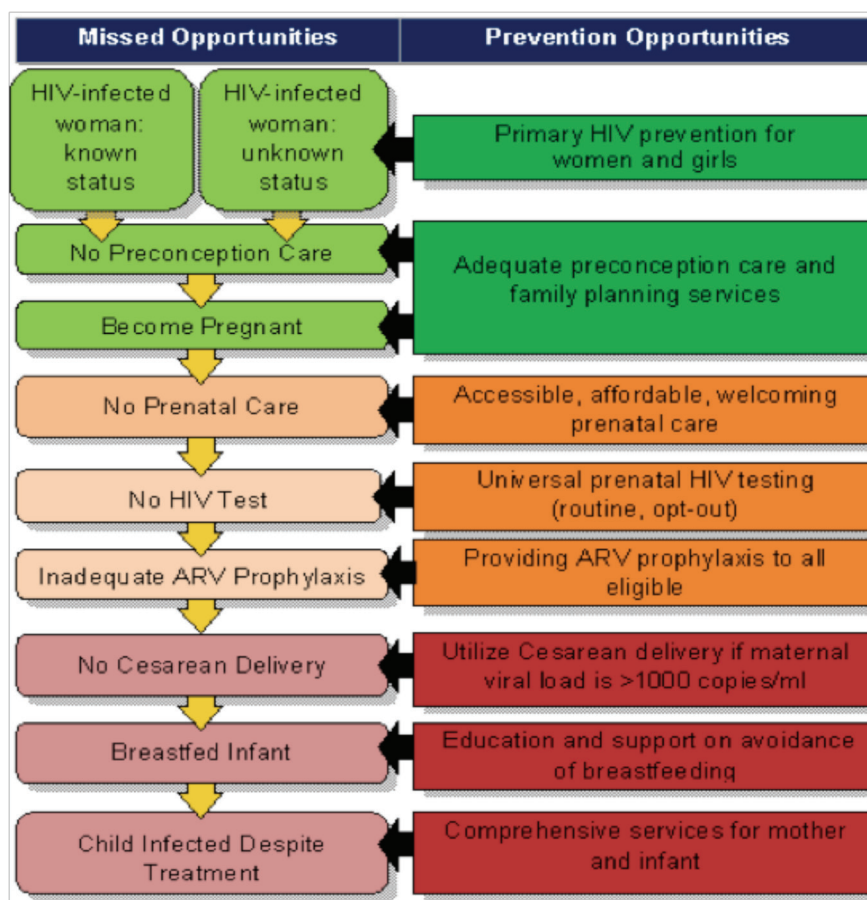 Missed Opportunities
Prevention Opportunities
HIV-infected
woman:
known
status
HIV-infected
woman:
unknown
status
Primary HIV prevention for
women and girls
No Preconception Care
Adequate preconception care and
family planning services
Become Pregnant
No Prenatal Care
Accessible, affordable, welcoming
prenatal care
No HIV Test
Universal prenatal HIV testing
(routine, opt-out)
Inadequate ARV Prophylaxis
Providing ARV prophylaxis to all
eligible
No Cesarean Delivery
Utilize Cesarean delivery if maternal
viral load is >1000 copies/ml
Breastfed Infant
Education and support on avoidance
of breastfeeding
Child Infected Despite
Treatment
Comprehensive services for mother
and infant